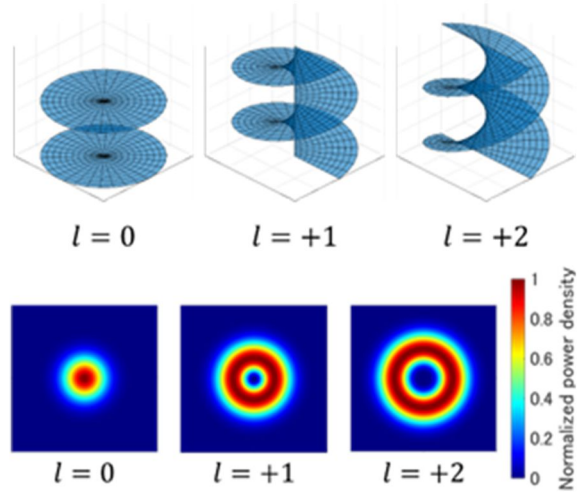 l = 0
l = +1
l = +2
l = 0
l = +1
l = +2
1
0.8
0.6
0.4
0.2
0
Normalized power density